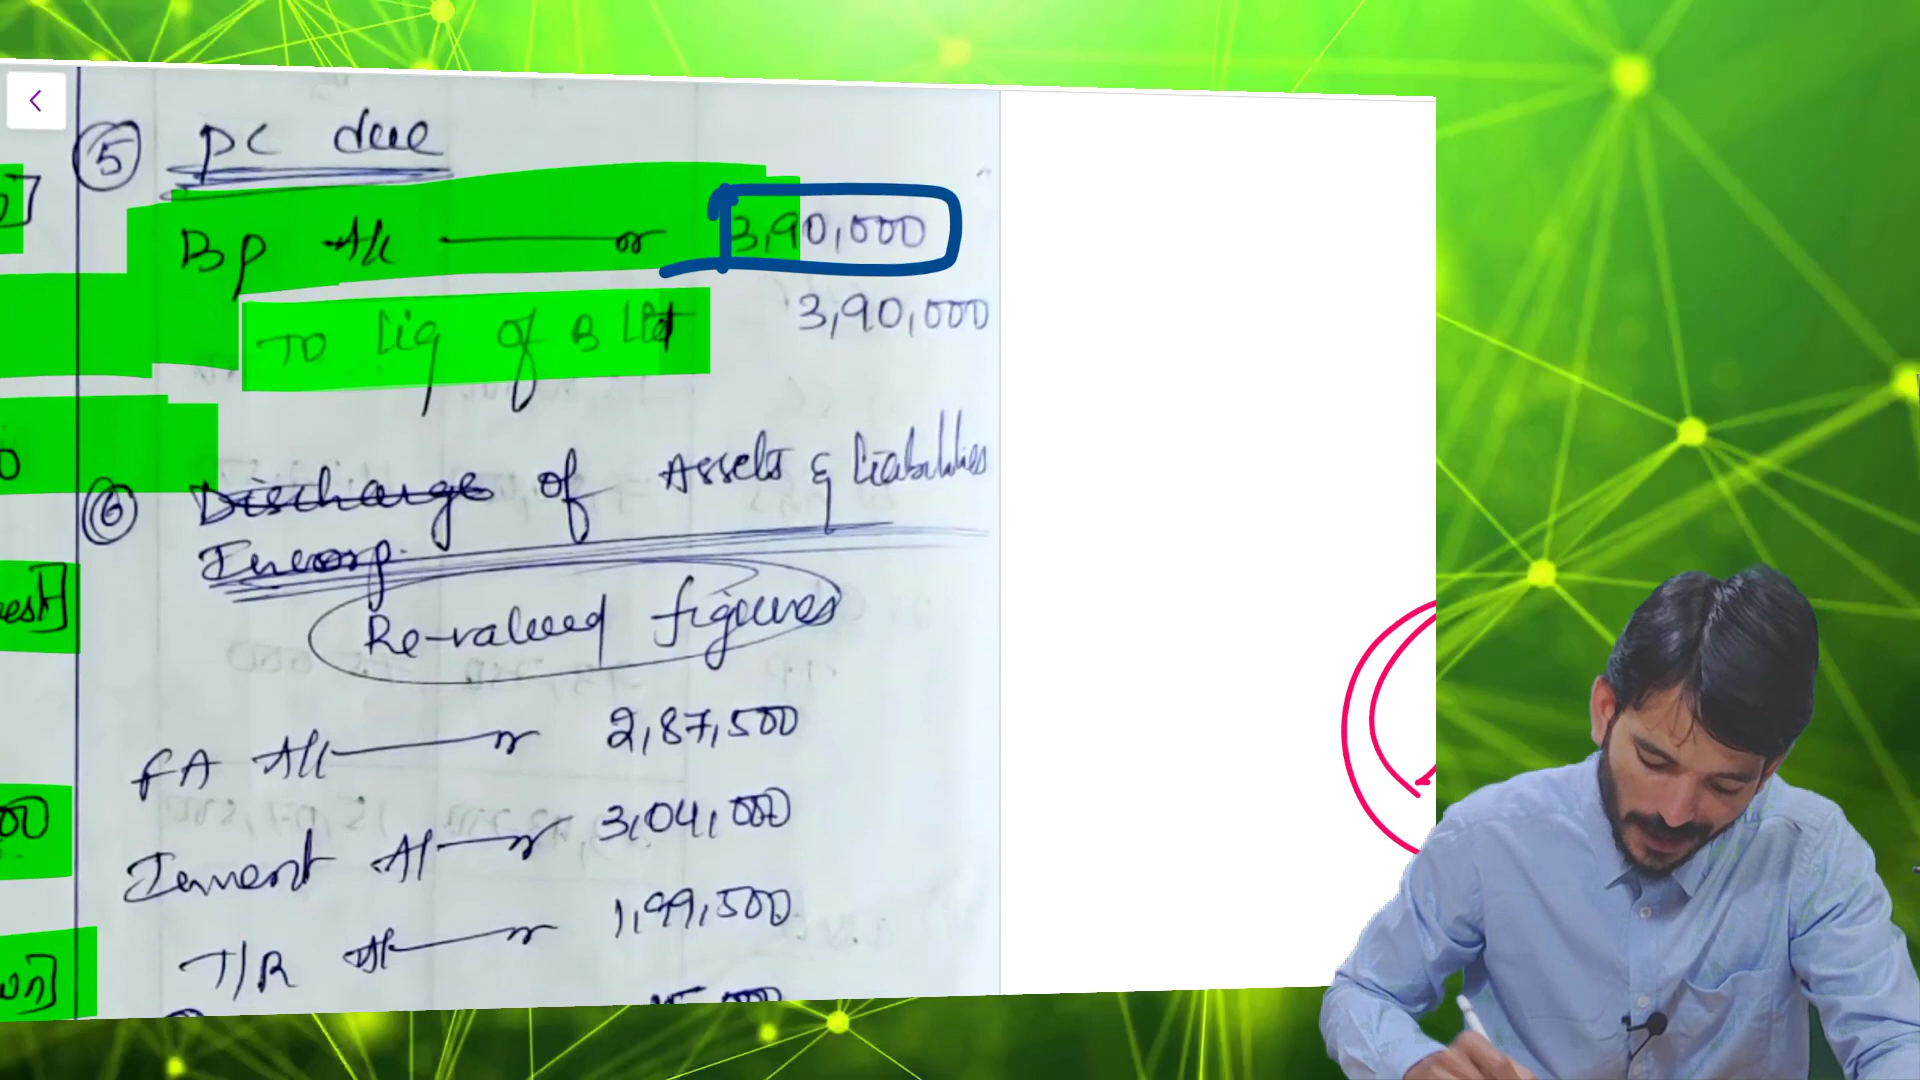 ⑤ PC due
BP A/c —— Dr 3,90,000
TO Liq of B Ltd 3,90,000
⑥ Discharge of Assets & Liabilities
Incorp.
Re-valued figures
FA A/c —— Dr 2,87,500
A/c —— Dr 3,04,000
T/R A/c —— Dr 1,99,500